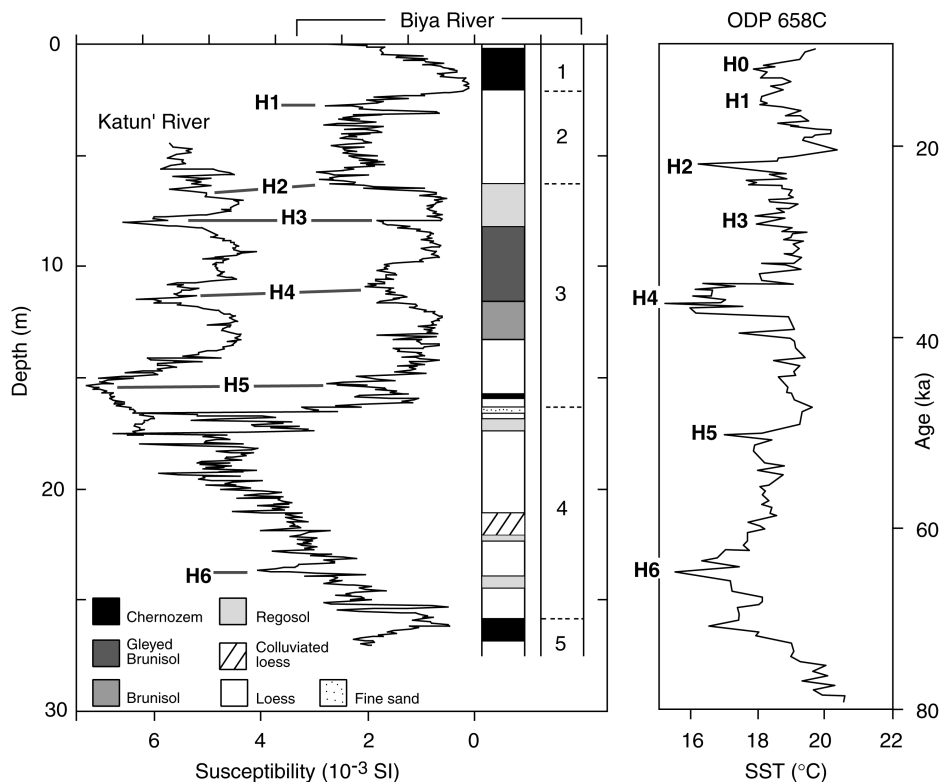 Biya River
ODP 658C
0
1
H0
H1
H1
Katun' River
2
20
H2
H2
H3
H3
10
H4
3
H4
Depth (m)
40
Age (ka)
H5
H5
20
4
60
H6
H6
Chernozem
Regosol
Gleyed
Brunisol
Colluviated
loess
5
Brunisol
Loess
Fine sand
30
80
6
4
2
0
16
18
20
22
Susceptibility (10-3 SI)
SST (°C)